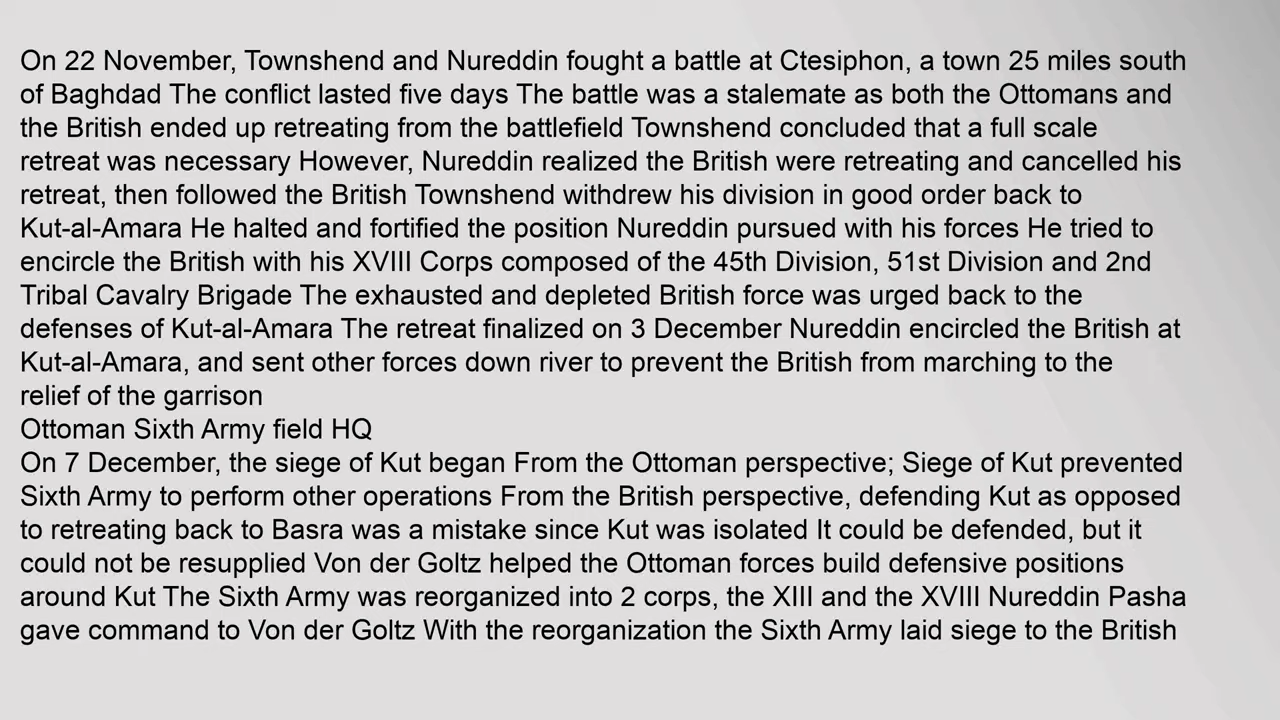 On 22 November, Townshend and Nureddin fought a battle at Ctesiphon, a town 25 miles south
of Baghdad The conflict lasted five days The battle was a stalemate as both the Ottomans and
the British ended up retreating from the battlefield Townshend concluded that a full scale
retreat was necessary However, Nureddin realized the British were retreating and cancelled his
retreat, then followed the British Townshend withdrew his division in good order back to
Kut-al-Amara He halted and fortified the position Nureddin pursued with his forces He tried to
encircle the British with his XVIII Corps composed of the 45th Division, 51st Division and 2nd
Tribal Cavalry Brigade The exhausted and depleted British force was urged back to the
defenses of Kut-al-Amara The retreat finalized on 3 December Nureddin encircled the British at
Kut-al-Amara, and sent other forces down river to prevent the British from marching to the
relief of the garrison
Ottoman Sixth Army field HQ
On 7 December, the siege of Kut began From the Ottoman perspective; Siege of Kut prevented
Sixth Army to perform other operations From the British perspective, defending Kut as opposed
to retreating back to Basra was a mistake since Kut was isolated It could be defended, but it
could not be resupplied Von der Goltz helped the Ottoman forces build defensive positions
around Kut The Sixth Army was reorganized into 2 corps, the XIII and the XVIII Nureddin Pasha
gave command to Von der Goltz With the reorganization the Sixth Army laid siege to the British